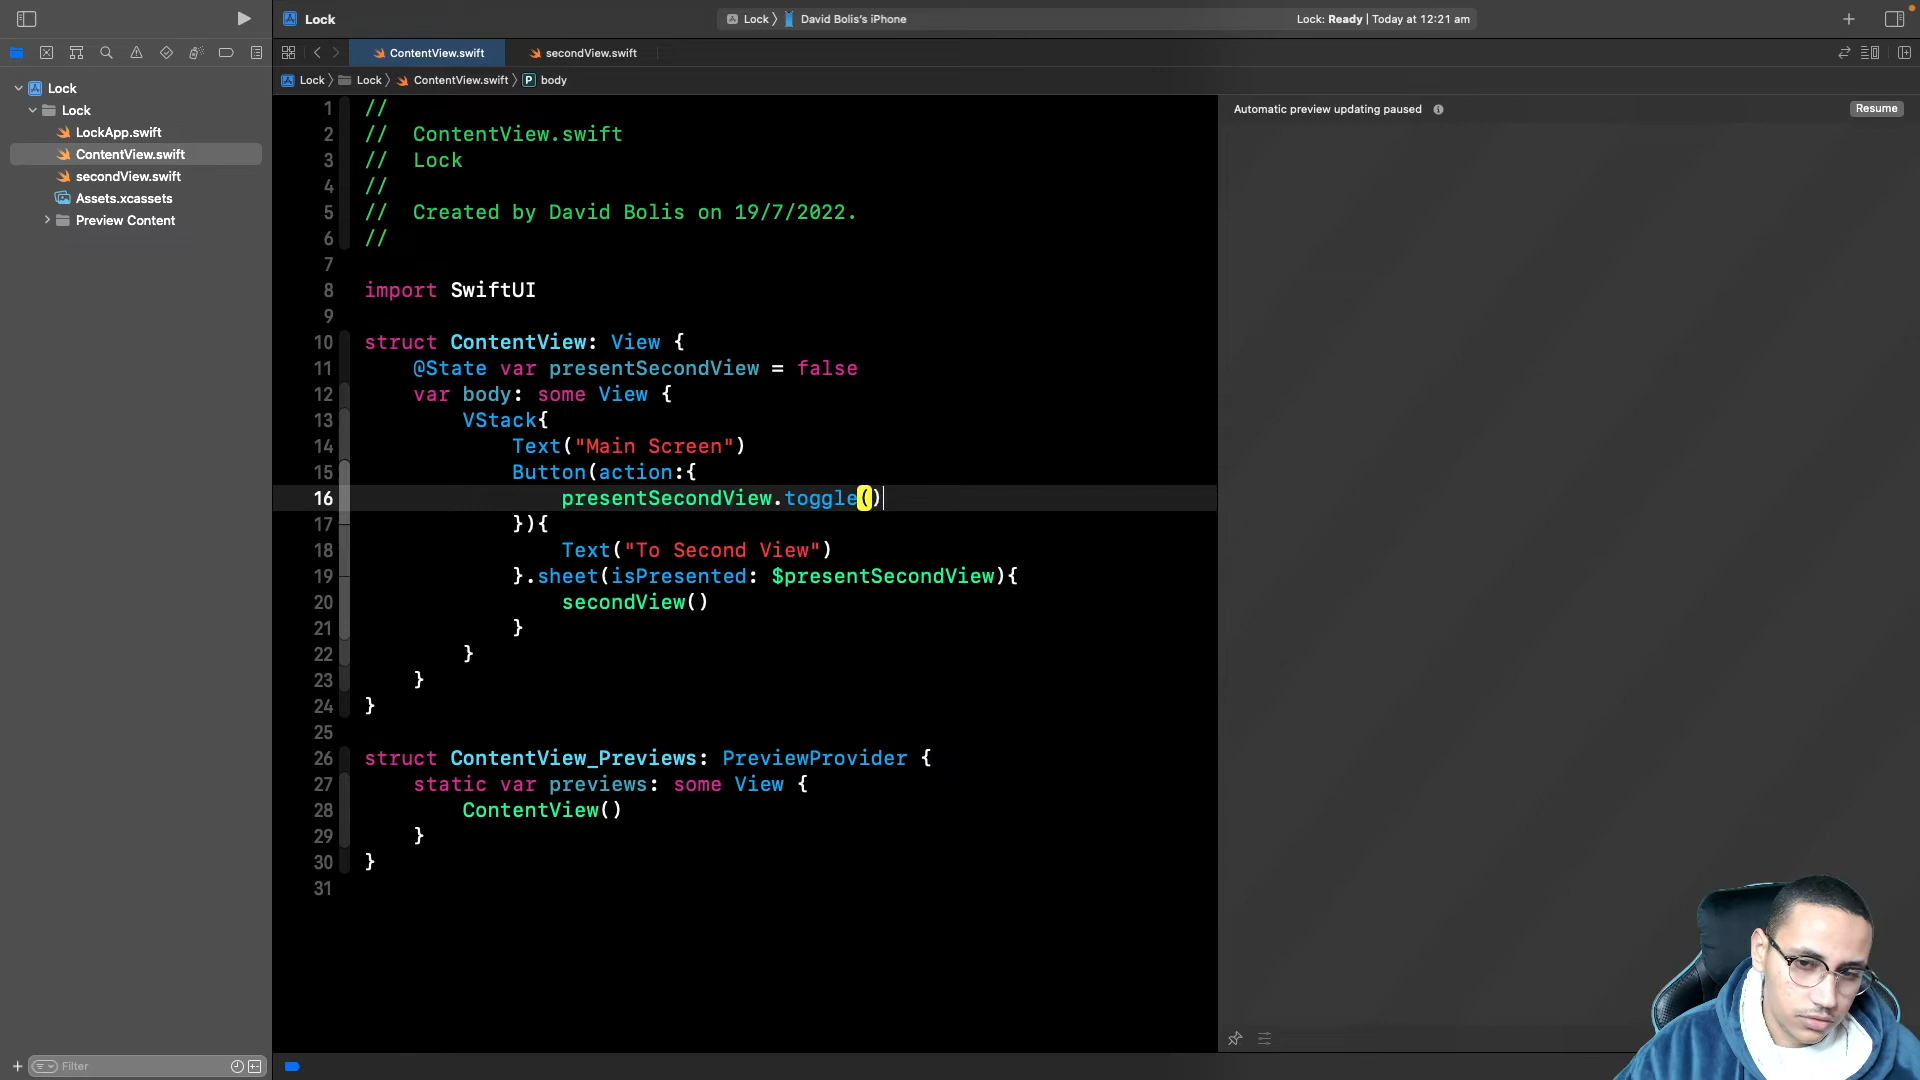 Lock
Lock
David Bolis's iPhone
Lock: Ready | Today at 12:21 am
ContentView.swift
secondView.swift
Lock
Lock
ContentView.swift
P
body
Lock
Lock
LockApp.swift
ContentView.swift
secondView.swift
Assets.xcassets
Preview Content
Automatic preview updating paused
Resume
1 //
2 //  ContentView.swift
3 //  Lock
4 //
5 //  Created by David Bolis on 19/7/2022.
6 //
7
8 import SwiftUI
9
10 struct ContentView: View {
11     @State var presentSecondView = false
12     var body: some View {
13         VStack{
14             Text("Main Screen")
15             Button(action:{
16                 presentSecondView.toggle()
17             }){
18                 Text("To Second View")
19             }.sheet(isPresented: $presentSecondView){
20                 secondView()
21             }
22         }
23     }
24 }
25
26 struct ContentView_Previews: PreviewProvider {
27     static var previews: some View {
28         ContentView()
29     }
30 }
31
Filter